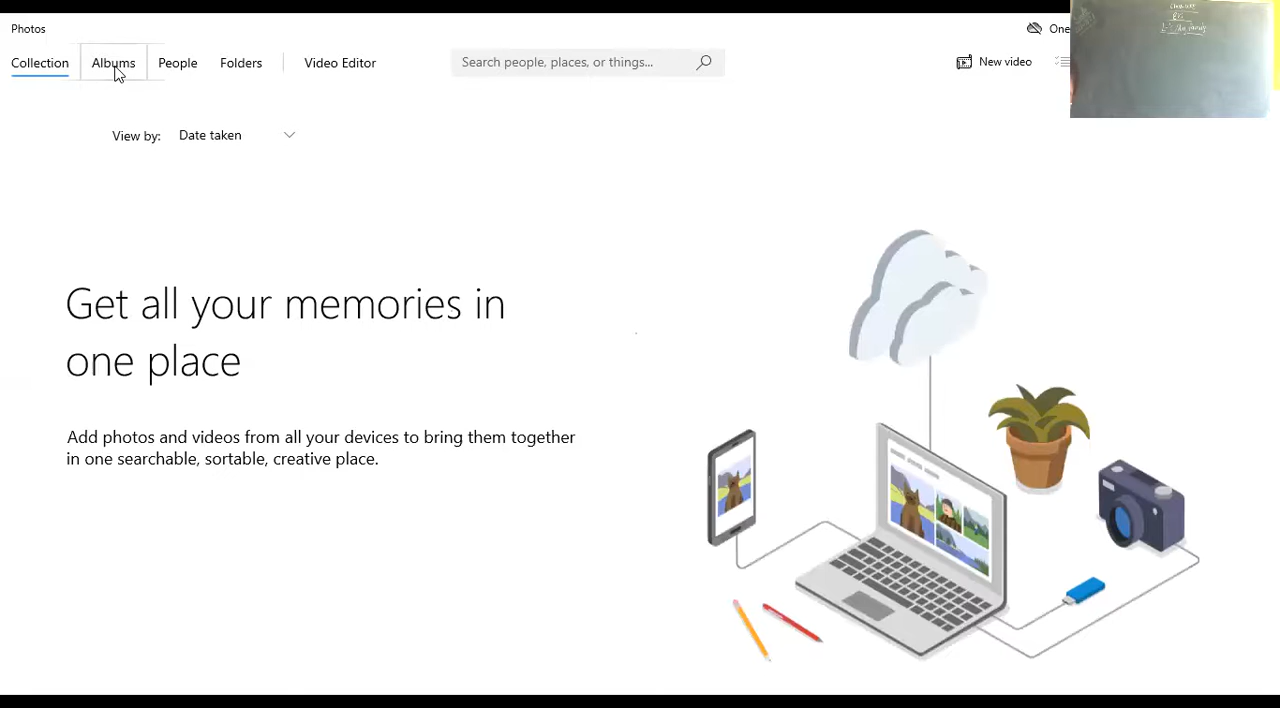 Photos
One
Collection Albums People Folders Video Editor Search people, places, or things... New video
View by: Date taken
Get all your memories in
one place
Add photos and videos from all your devices to bring them together
in one searchable, sortable, creative place.